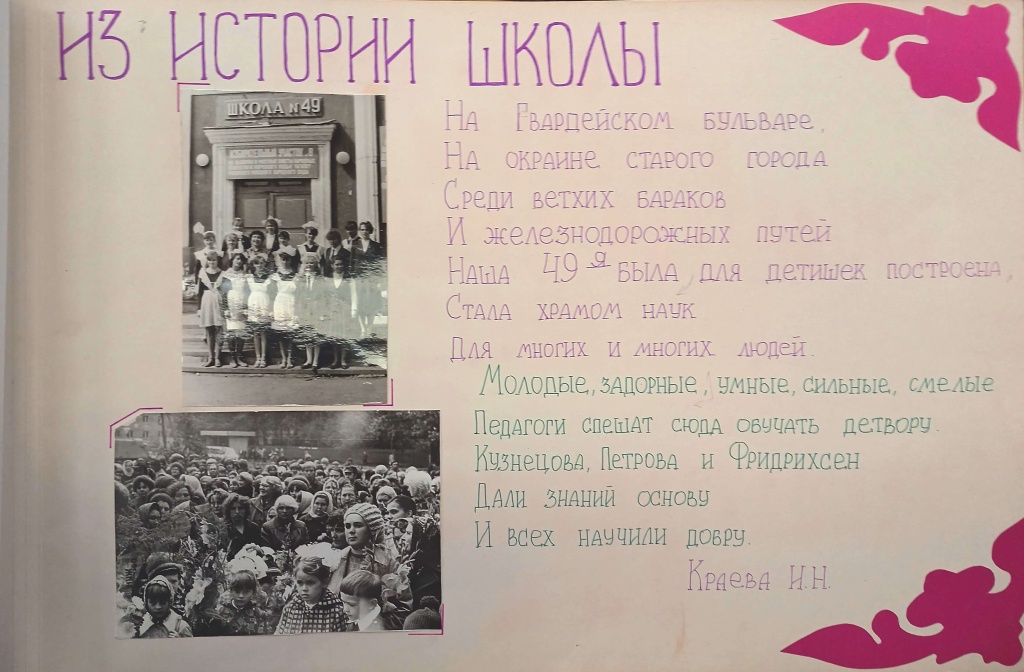 ИЗ ИСТОРИИ ШКОЛЫ
ШКОЛА N 49
На Гвардейском бульваре,
На окраине старого города
Среди ветхих бараков
И железнодорожных путей
Наша 49я была для детишек построена,
Стала храмом наук
Для многих и многих людей.
Молодые, задорные, умные, сильные, смелые
Педагоги спешат сюда обучать детвору.
Кузнецова, Петрова и Фридрихсен
Дали знаний основу
И всех научили добру.
Краева И.Н.